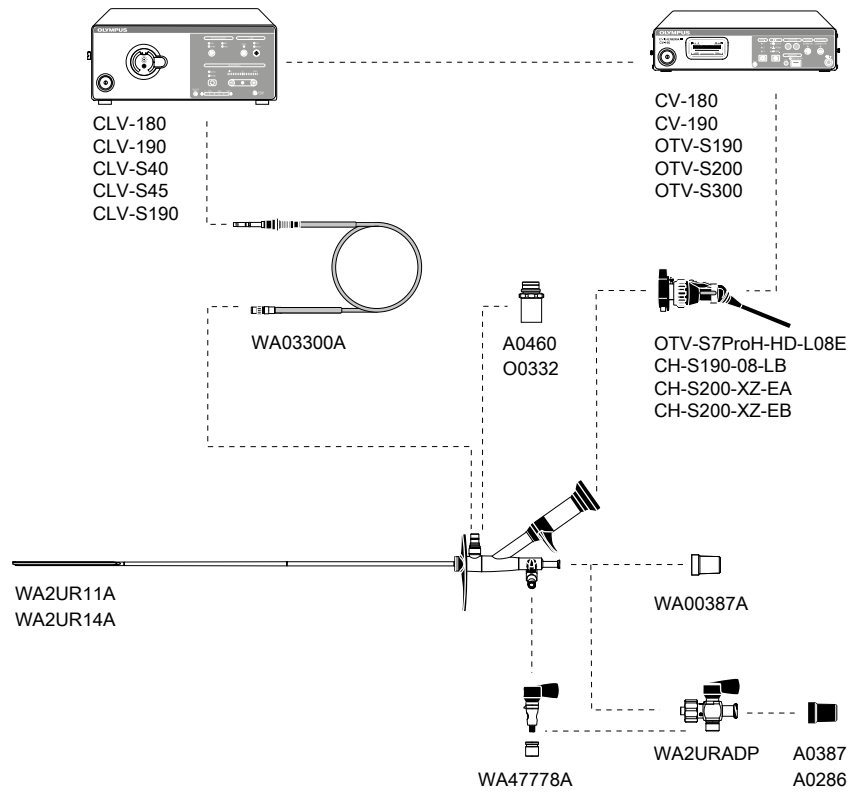 OLYMPUS
OLYMPUS
CLV-180
CLV-190
CLV-S40
CLV-S45
CLV-S190
CV-180
CV-190
OTV-S190
OTV-S200
OTV-S300
WA03300A
A0460
O0332
OTV-S7ProH-HD-L08E
CH-S190-08-LB
CH-S200-XZ-EA
CH-S200-XZ-EB
WA2UR11A
WA2UR14A
WA00387A
WA47778A
WA2URADP
A0387
A0286